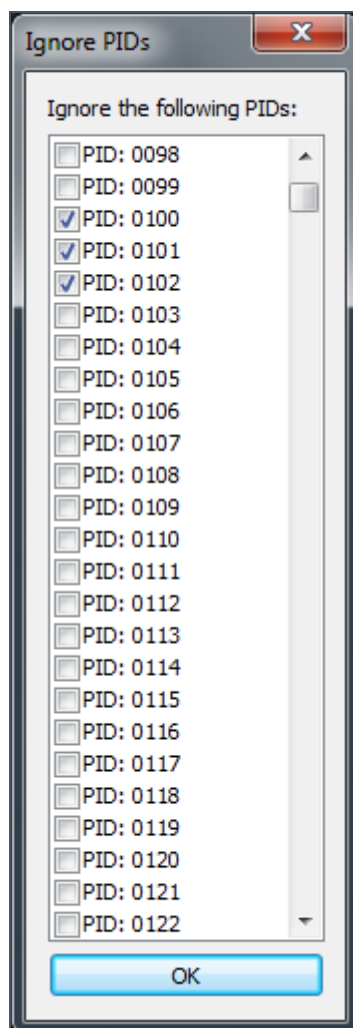 Ignore PIDs
Ignore the following PIDs:
PID: 0098
PID: 0099
PID: 0100
PID: 0101
PID: 0102
PID: 0103
PID: 0104
PID: 0105
PID: 0106
PID: 0107
PID: 0108
PID: 0109
PID: 0110
PID: 0111
PID: 0112
PID: 0113
PID: 0114
PID: 0115
PID: 0116
PID: 0117
PID: 0118
PID: 0119
PID: 0120
PID: 0121
PID: 0122
OK